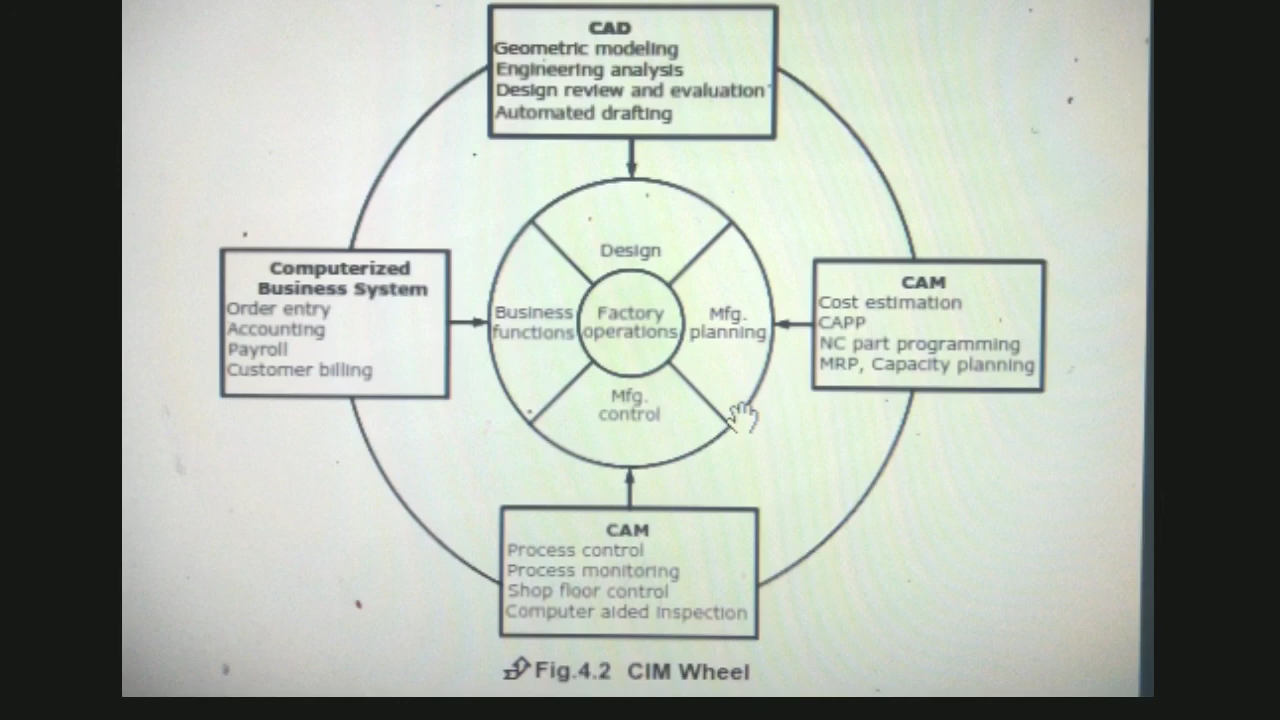 CAD
Geometric modeling
Engineering analysis
Design review and evaluation
Automated drafting
Computerized
Business System
Order entry
Accounting
Payroll
Customer billing
Design
Business
functions
Factory
operations
Mfg.
planning
Mfg.
control
CAM
Cost estimation
CAPP
NC part programming
MRP, Capacity planning
CAM
Process control
Process monitoring
Shop floor control
Computer aided inspection
Fig.4.2 CIM Wheel